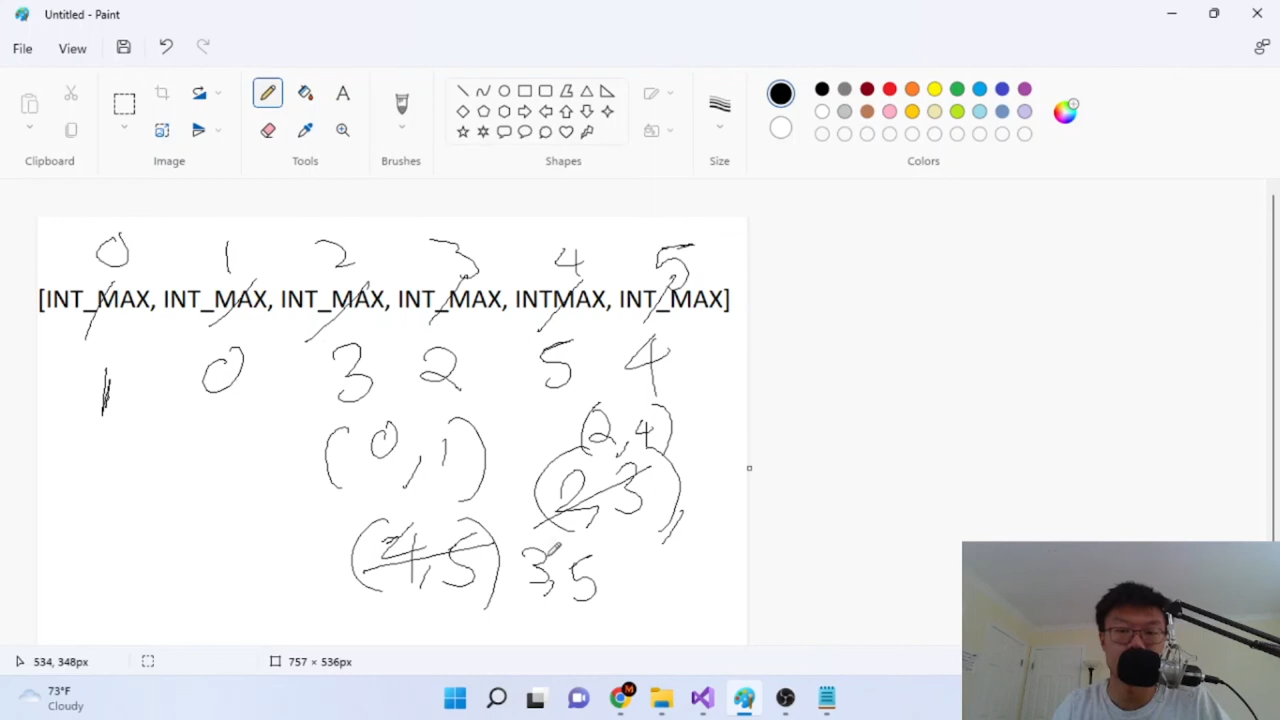 Untitled - Paint
File
View
Clipboard
Image
Tools
Brushes
Shapes
Size
Colors
0 1 2 3 4 5
[INT_MAX, INT_MAX, INT_MAX, INT_MAX, INTMAX, INT_MAX]
1 0 3 2 5 4
(2,4)
(0,1) (2,3),
(4,5) 3,5
534, 348px
757 × 536px
73°F
Cloudy
M